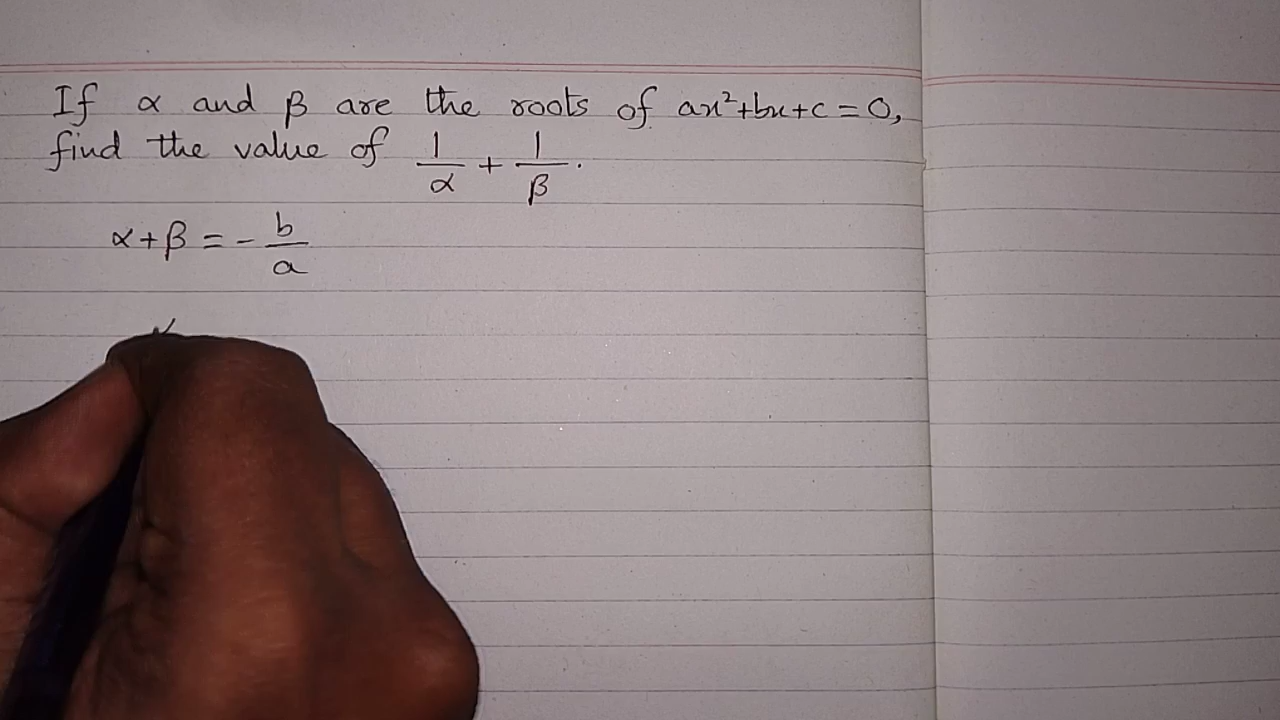 If α and β are the roots of ax²+bx+c = 0,
find the value of 1/α + 1/β.
α+β = - b/a